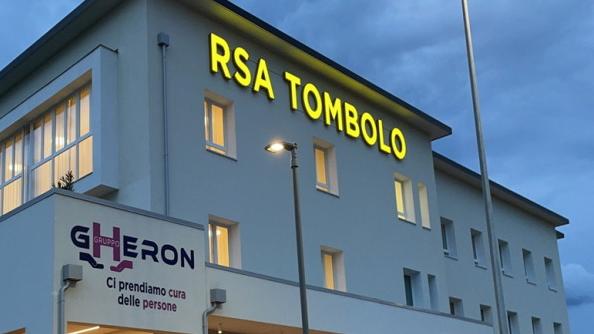 RSA TOMBOLO
GHERON
GRUPPO
Ci prendiamo cura
delle persone